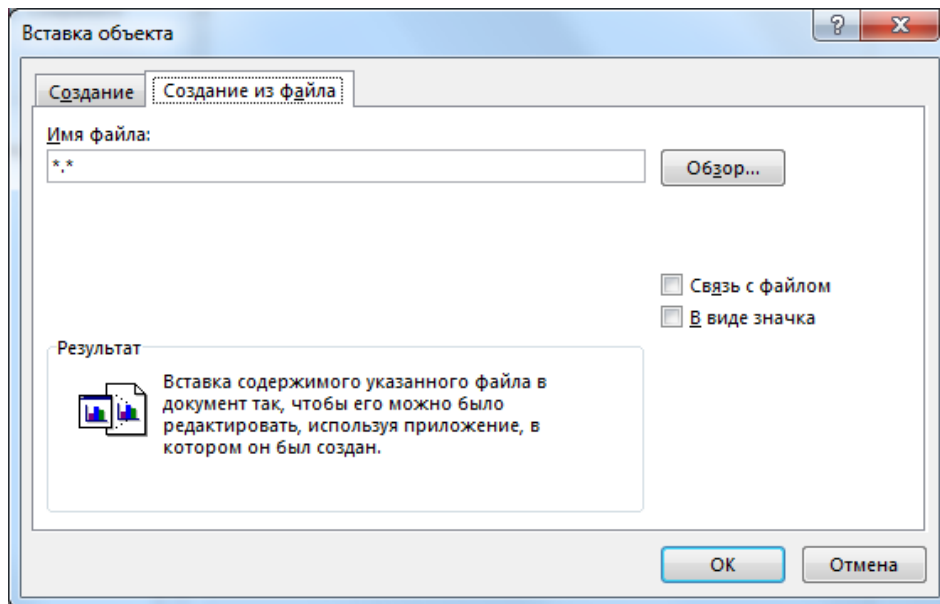 Вставка объекта
Создание
Создание из файла
Имя файла:
*.*
Обзор...
Связь с файлом
В виде значка
Результат
Вставка содержимого указанного файла в
документ так, чтобы его можно было
редактировать, используя приложение, в
котором он был создан.
ОК
Отмена